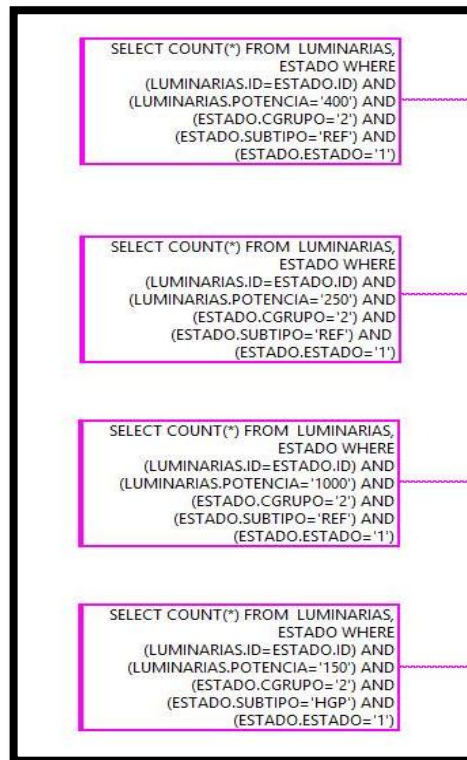 SELECT COUNT(*) FROM LUMINARIAS,
ESTADO WHERE
(LUMINARIAS.ID=ESTADO.ID) AND
(LUMINARIAS.POTENCIA='400') AND
(ESTADO.CGRUPO='2') AND
(ESTADO.SUBTIPO='REF') AND
(ESTADO.ESTADO='1')
SELECT COUNT(*) FROM LUMINARIAS,
ESTADO WHERE
(LUMINARIAS.ID=ESTADO.ID) AND
(LUMINARIAS.POTENCIA='250') AND
(ESTADO.CGRUPO='2') AND
(ESTADO.SUBTIPO='REF') AND
(ESTADO.ESTADO='1')
SELECT COUNT(*) FROM LUMINARIAS,
ESTADO WHERE
(LUMINARIAS.ID=ESTADO.ID) AND
(LUMINARIAS.POTENCIA='1000') AND
(ESTADO.CGRUPO='2') AND
(ESTADO.SUBTIPO='REF') AND
(ESTADO.ESTADO='1')
SELECT COUNT(*) FROM LUMINARIAS,
ESTADO WHERE
(LUMINARIAS.ID=ESTADO.ID) AND
(LUMINARIAS.POTENCIA='150') AND
(ESTADO.CGRUPO='2') AND
(ESTADO.SUBTIPO='HGP') AND
(ESTADO.ESTADO='1')